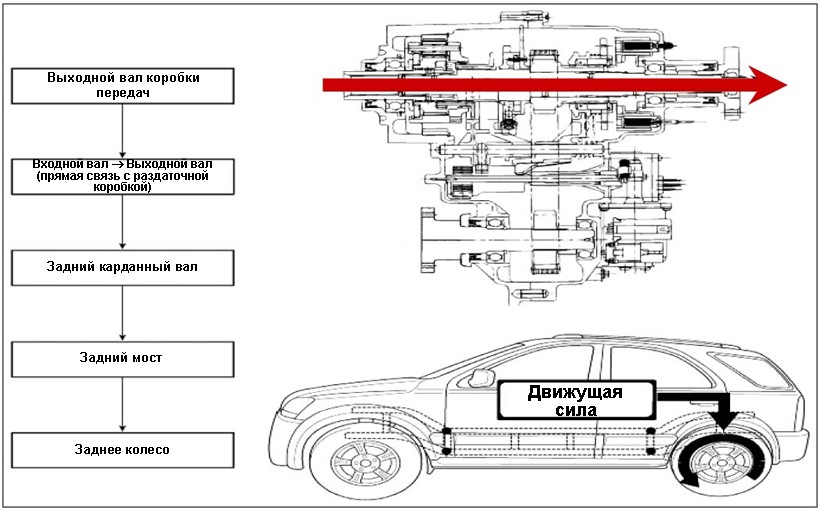 Выходной вал коробки
передач
Входной вал → Выходной вал
(прямая связь с раздаточной
коробкой)
Задний карданный вал
Задний мост
Заднее колесо
Движущая
сила